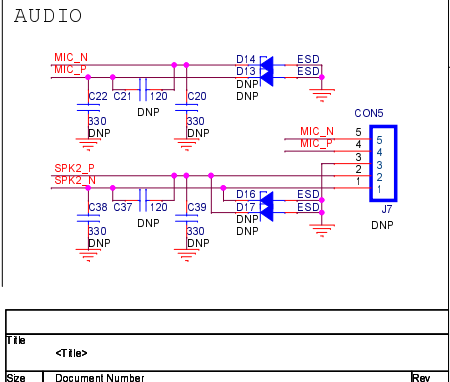 AUDIO
MIC_N
MIC_P
D14 ESD
D13 ESD
DNP
DNP
C22 C21 120 C20
330 DNP 330
DNP DNP
CON5
MIC_N 5 5
MIC_P 4 4
3 3
2 2
1 1
J7
DNP
SPK2_P
SPK2_N
D16 ESD
D17 ESD
DNP
DNP
C38 C37 120 C39
330 DNP 330
DNP DNP
Title
<Title>
Size Document Number Rev